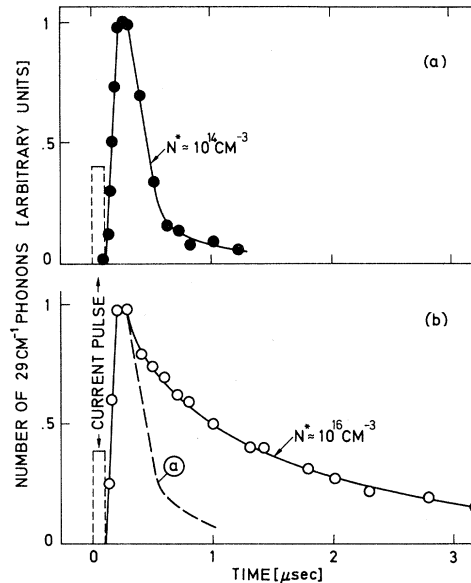 NUMBER OF 29CM⁻¹ PHONONS [ARBITRARY UNITS]
1
.5
0
(a)
N* ≈ 10¹⁴CM⁻³
CURRENT PULSE
1
.5
0
(b)
N* ≈ 10¹⁶CM⁻³
a
0
1
2
3
TIME [μsec]